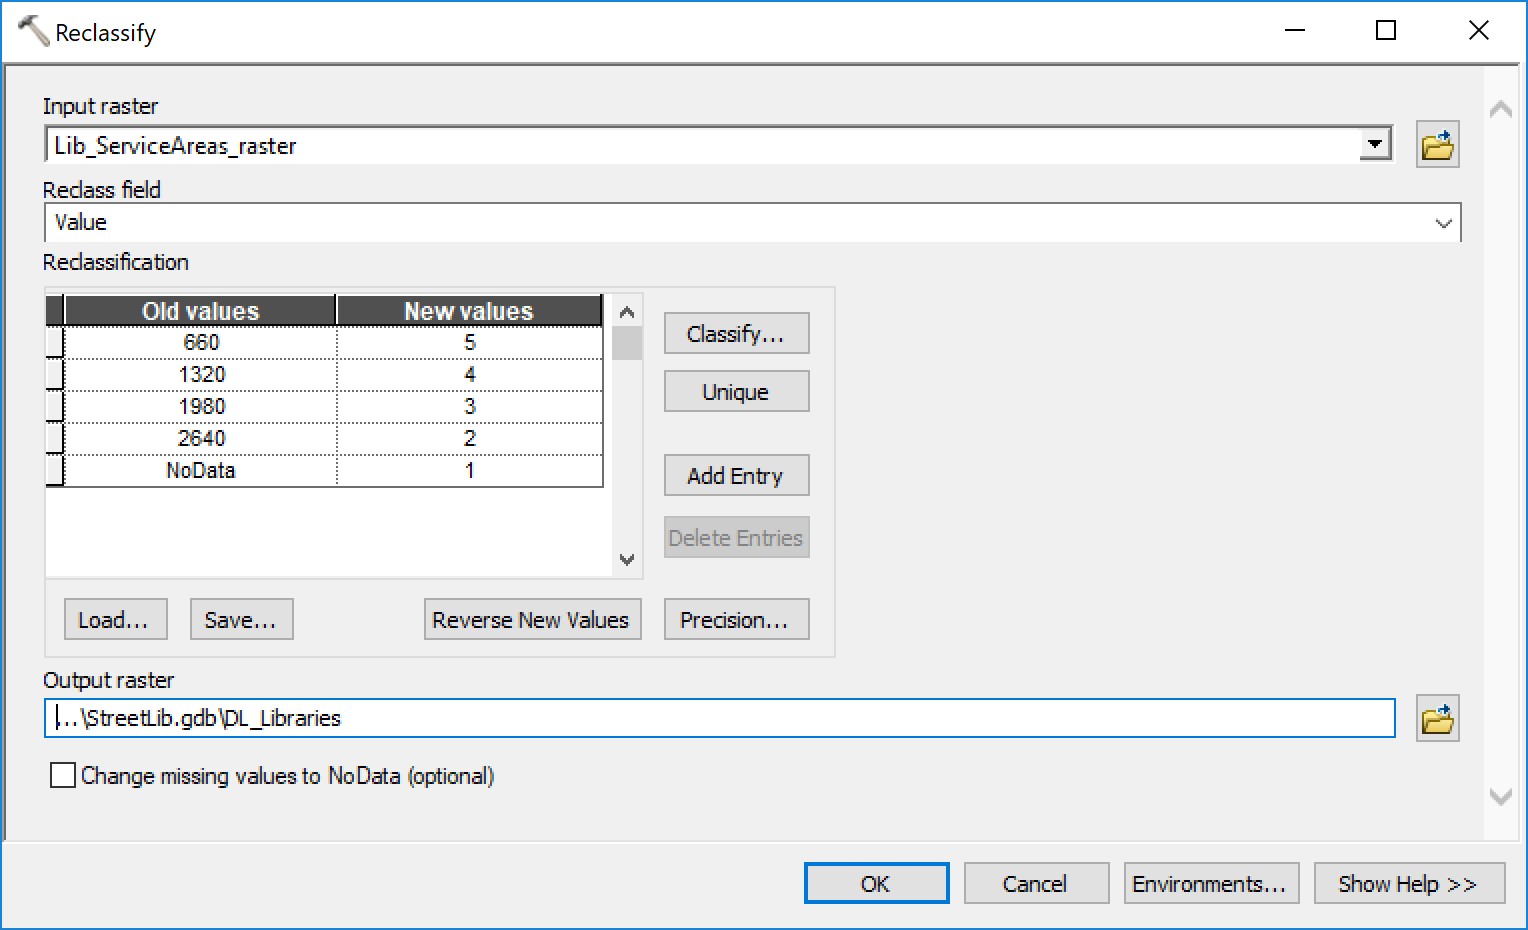 Reclassify
Input raster
Lib_ServiceAreas_raster
Reclass field
Value
Reclassification
Old values New values
660 5
1320 4
1980 3
2640 2
NoData 1
Classify...
Unique
Add Entry
Delete Entries
Load... Save... Reverse New Values Precision...
Output raster
...\StreetLib.gdb\DL_Libraries
Change missing values to NoData (optional)
OK Cancel Environments... Show Help >>